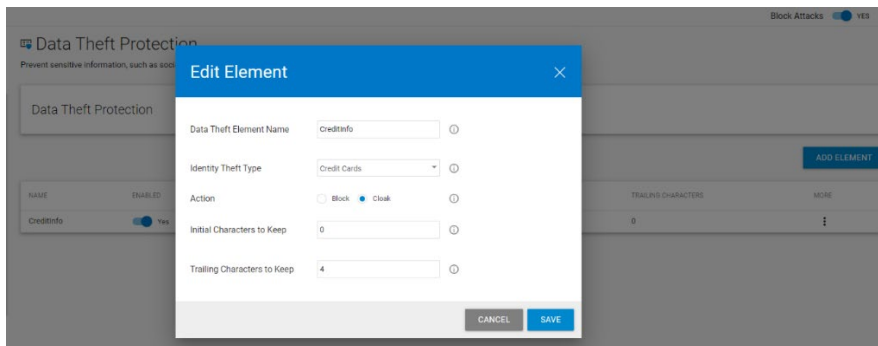 Block Attacks YES
Data Theft Protection
Prevent sensitive information, such as soci
Data Theft Protection
ADD ELEMENT
NAME ENABLED TRAILING CHARACTERS MORE
CreditInfo Yes 0
Edit Element
Data Theft Element Name CreditInfo
Identity Theft Type Credit Cards
Action Block Cloak
Initial Characters to Keep 0
Trailing Characters to Keep 4
CANCEL SAVE